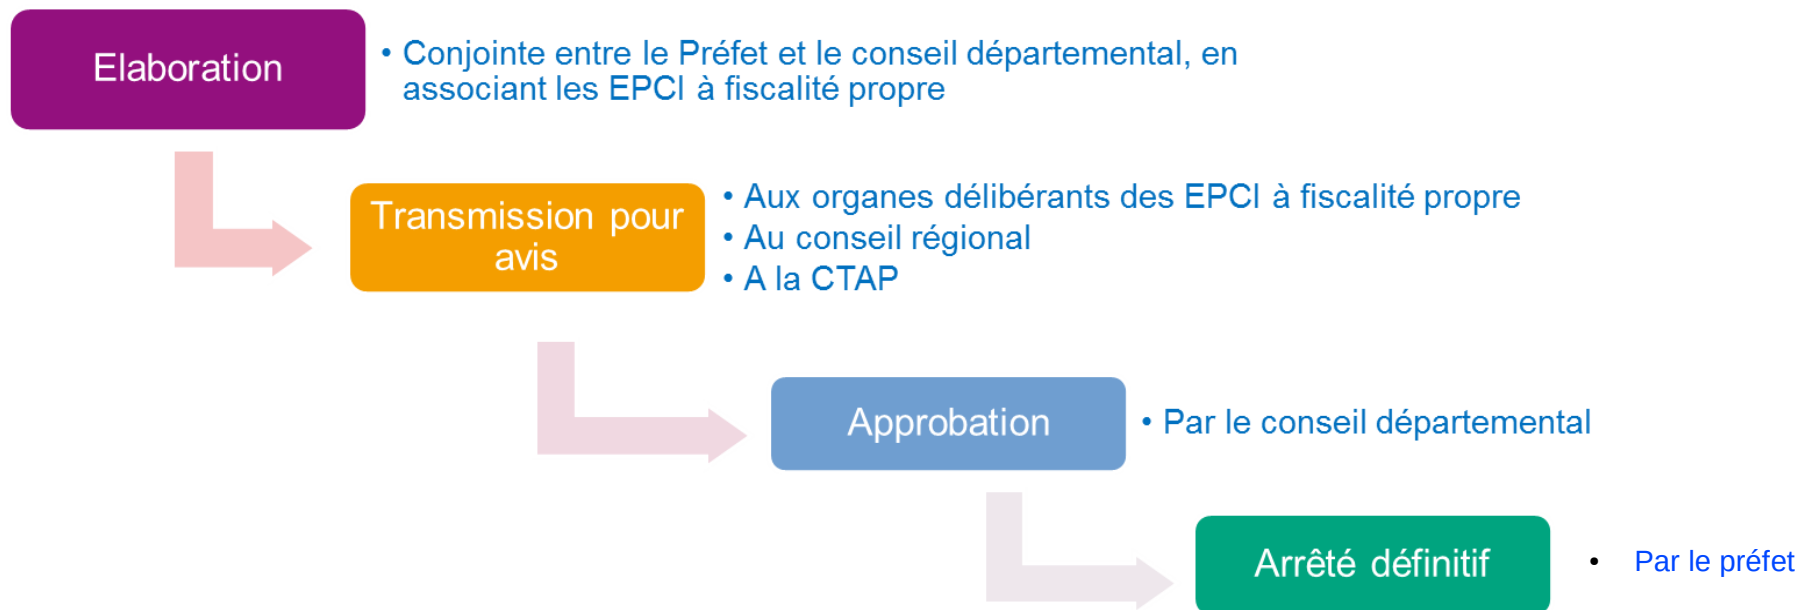 Elaboration
• Conjointe entre le Préfet et le conseil départemental, en
associant les EPCI à fiscalité propre
Transmission pour
avis
• Aux organes délibérants des EPCI à fiscalité propre
• Au conseil régional
• A la CTAP
Approbation
• Par le conseil départemental
Arrêté définitif
• Par le préfet